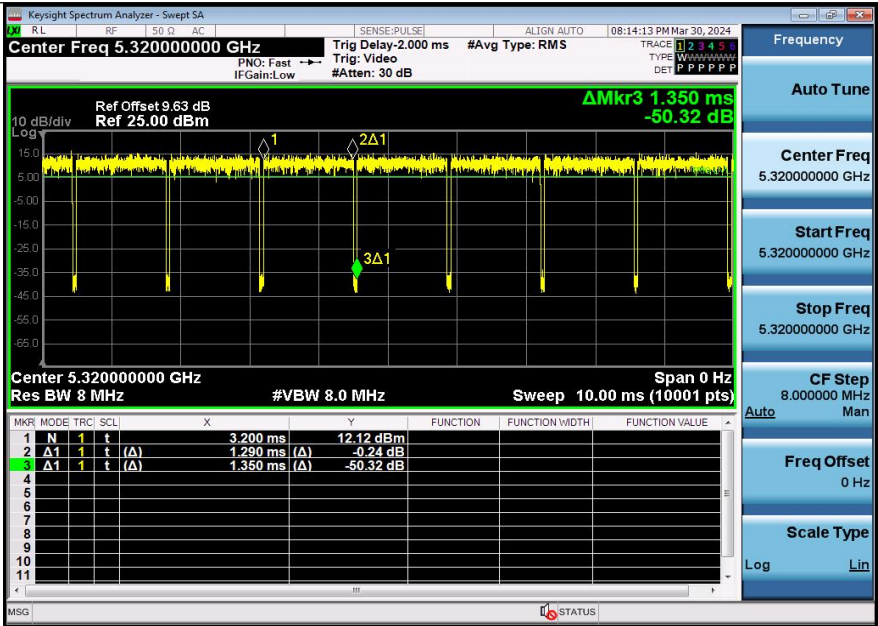 Keysight Spectrum Analyzer - Swept SA
LXI RL RF 50 Ω AC SENSE:PULSE ALIGN AUTO 08:14:13 PM Mar 30, 2024
Center Freq 5.320000000 GHz
PNO: Fast
IFGain:Low
Trig Delay-2.000 ms
Trig: Video
#Atten: 30 dB
#Avg Type: RMS
TRACE 1 2 3 4 5 6
TYPE WWWWWW
DET P P P P P P
ΔMkr3 1.350 ms
-50.32 dB
10 dB/div
Log
Ref Offset 9.63 dB
Ref 25.00 dBm
15.0
5.00
-5.00
-15.0
-25.0
-35.0
-45.0
-55.0
-65.0
1
2Δ1
3Δ1
Center 5.320000000 GHz Span 0 Hz
Res BW 8 MHz #VBW 8.0 MHz Sweep 10.00 ms (10001 pts)
MKR MODE TRC SCL X Y FUNCTION FUNCTION WIDTH FUNCTION VALUE
1 N 1 t 3.200 ms 12.12 dBm
2 Δ1 1 t (Δ) 1.290 ms (Δ) -0.24 dB
3 Δ1 1 t (Δ) 1.350 ms (Δ) -50.32 dB
4
5
6
7
8
9
10
11
MSG STATUS
Frequency
Auto Tune
Center Freq
5.320000000 GHz
Start Freq
5.320000000 GHz
Stop Freq
5.320000000 GHz
CF Step
8.000000 MHz
Auto Man
Freq Offset
0 Hz
Scale Type
Log Lin